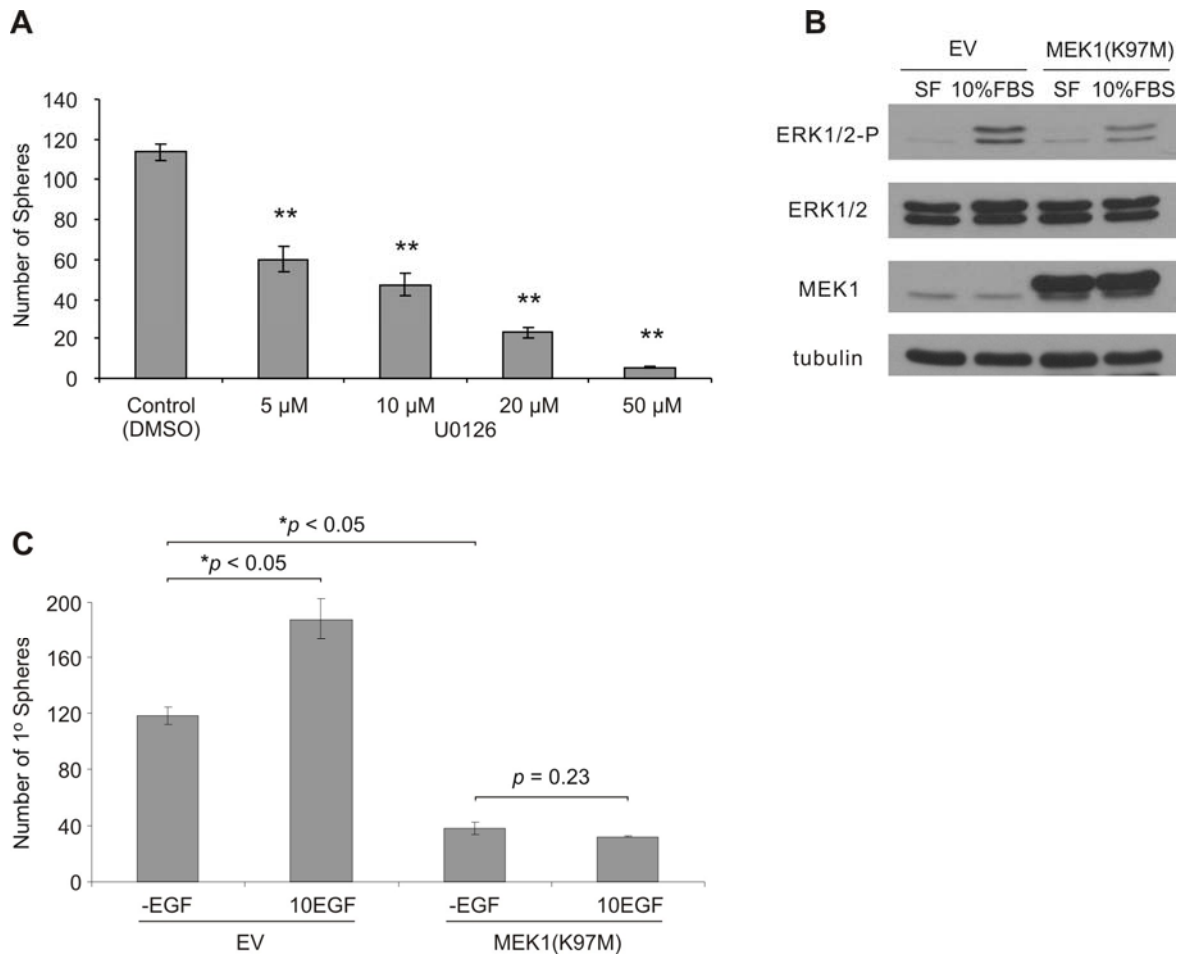 A
Number of Spheres
140
120
100
80
60
40
20
0
**
**
**
**
Control
(DMSO)
5 µM
10 µM
20 µM
50 µM
U0126
B
EV
MEK1(K97M)
SF 10%FBS SF 10%FBS
ERK1/2-P
ERK1/2
MEK1
tubulin
C
*p < 0.05
*p < 0.05
p = 0.23
Number of 1º Spheres
200
160
120
80
40
0
-EGF
10EGF
-EGF
10EGF
EV
MEK1(K97M)